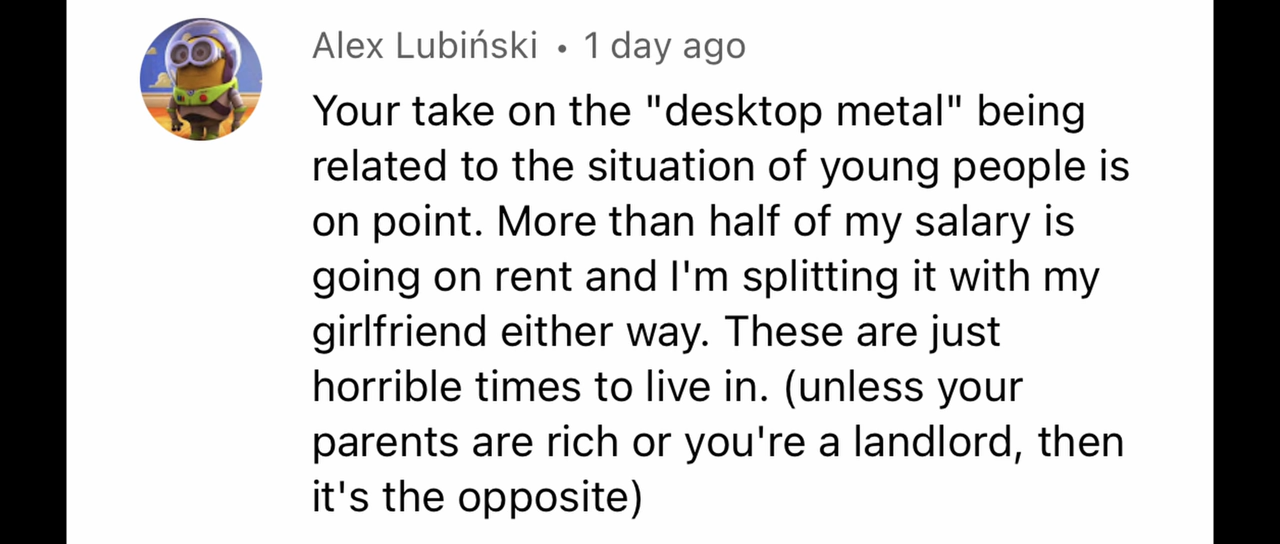 Alex Lubiński • 1 day ago
Your take on the "desktop metal" being
related to the situation of young people is
on point. More than half of my salary is
going on rent and I'm splitting it with my
girlfriend either way. These are just
horrible times to live in. (unless your
parents are rich or you're a landlord, then
it's the opposite)